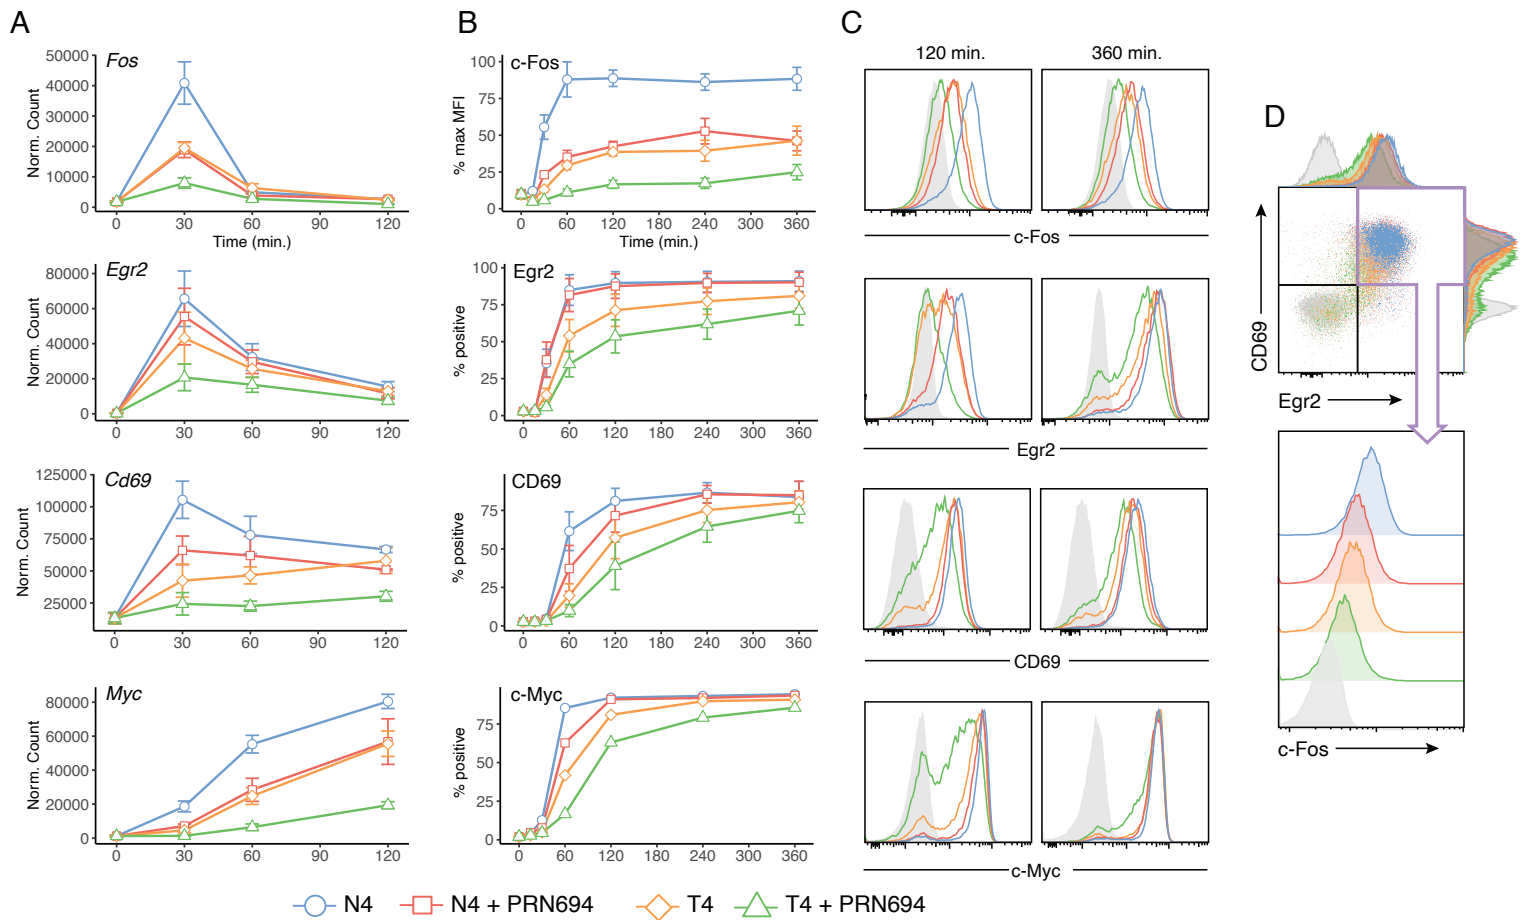 A
B
C
D
Fos
Norm. Count
50000
40000
30000
20000
10000
0
0 30 60 90 120
Time (min.)
Egr2
Norm. Count
80000
60000
40000
20000
0
0 30 60 90 120
Cd69
Norm. Count
125000
100000
75000
50000
25000
0 30 60 90 120
Myc
Norm. Count
80000
60000
40000
20000
0
0 30 60 90 120
c-Fos
% max MFI
100
75
50
25
0
0 60 120 180 240 300 360
Time (min.)
Egr2
% positive
100
75
50
25
0
0 60 120 180 240 300 360
CD69
% positive
75
50
25
0
0 60 120 180 240 300 360
c-Myc
% positive
75
50
25
0
0 60 120 180 240 300 360
120 min. 360 min.
c-Fos
Egr2
CD69
c-Myc
CD69
Egr2
c-Fos
N4 N4 + PRN694 T4 T4 + PRN694